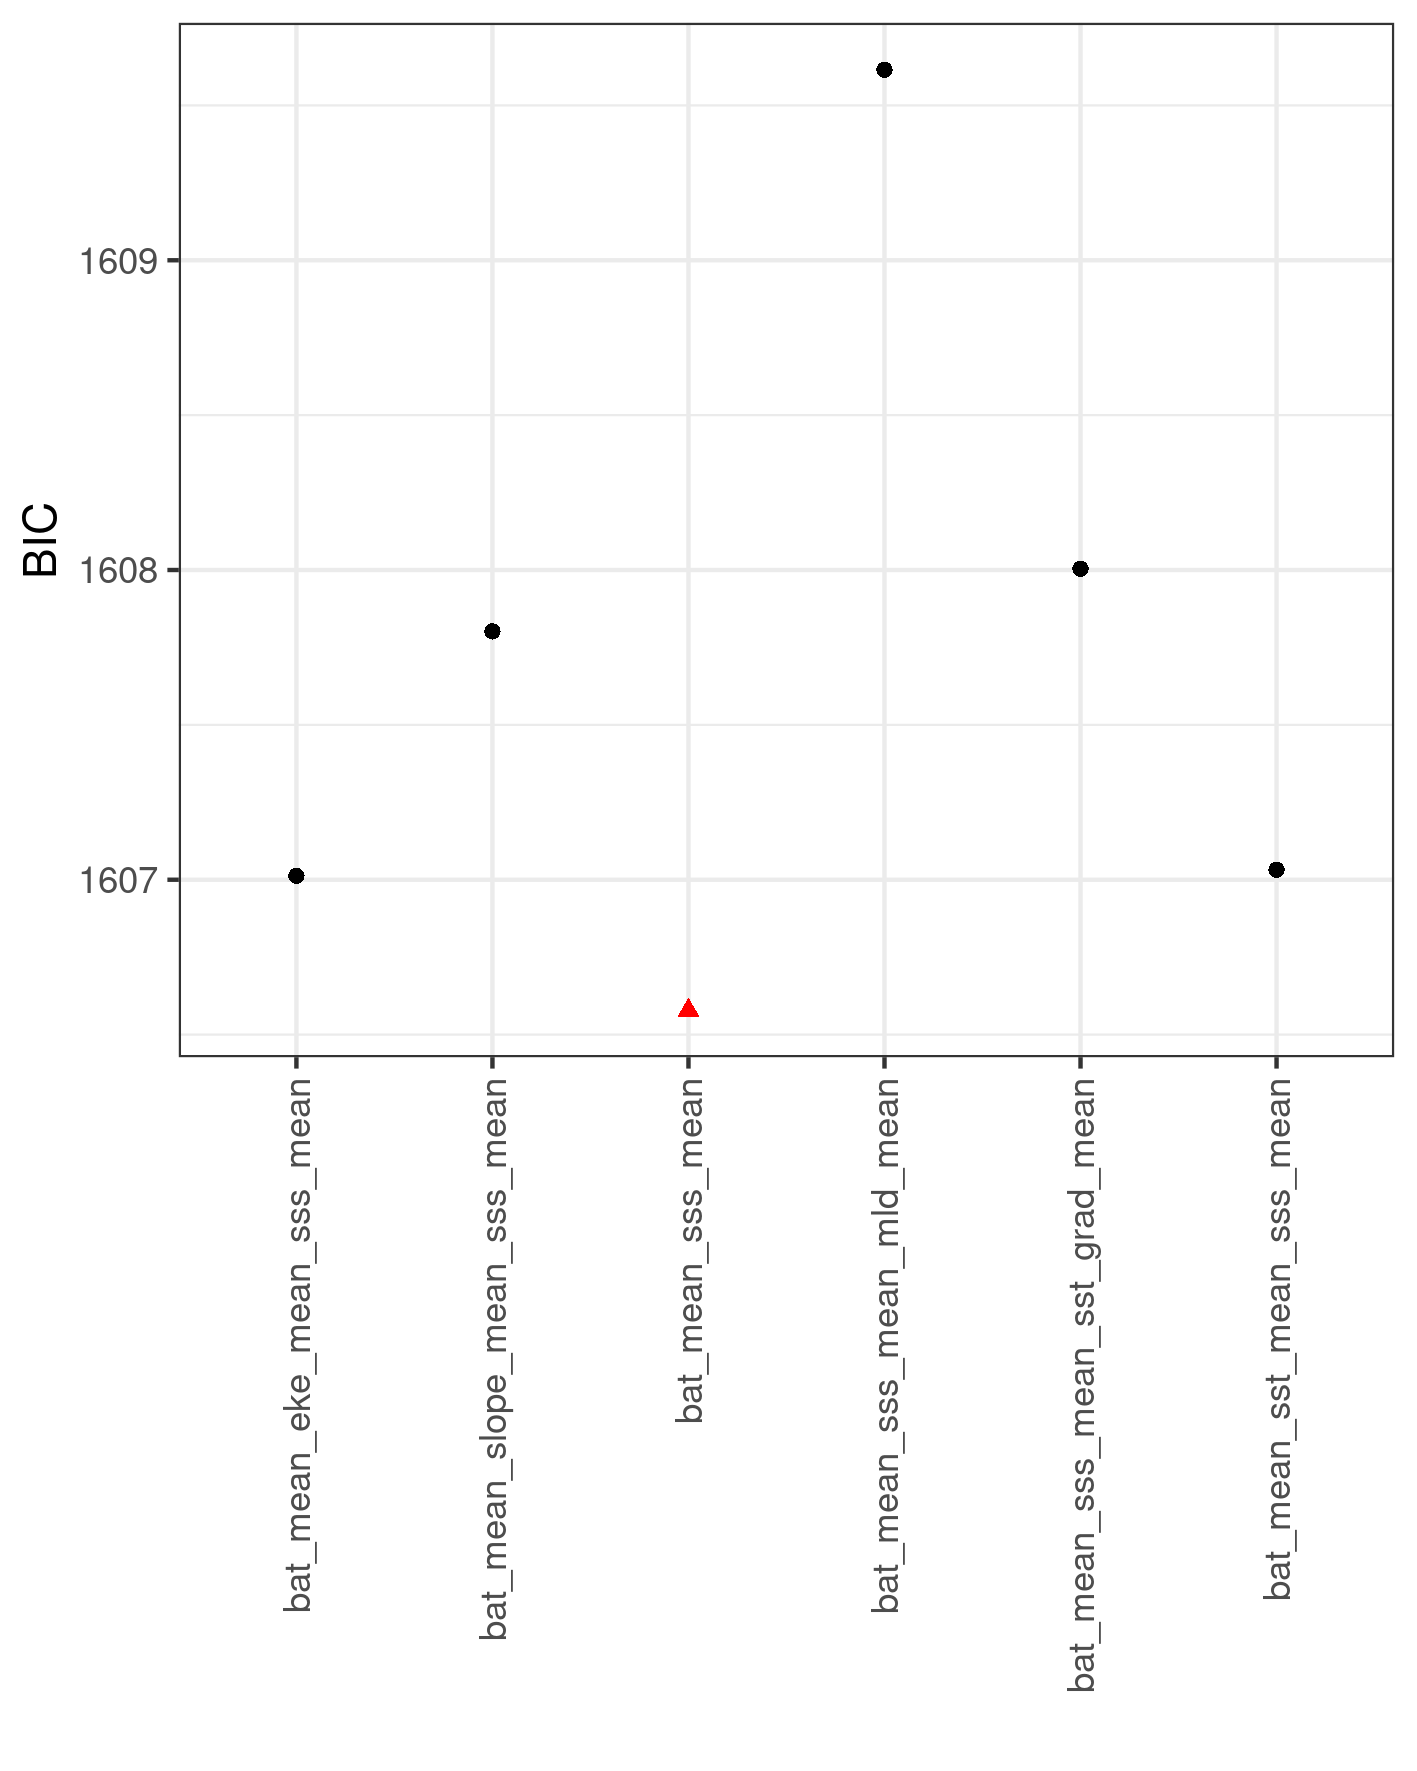 BIC
1609
1608
1607
bat_mean_eke_mean_sss_mean
bat_mean_slope_mean_sss_mean
bat_mean_sss_mean
bat_mean_sss_mean_mld_mean
bat_mean_sss_mean_sst_grad_mean
bat_mean_sst_mean_sss_mean